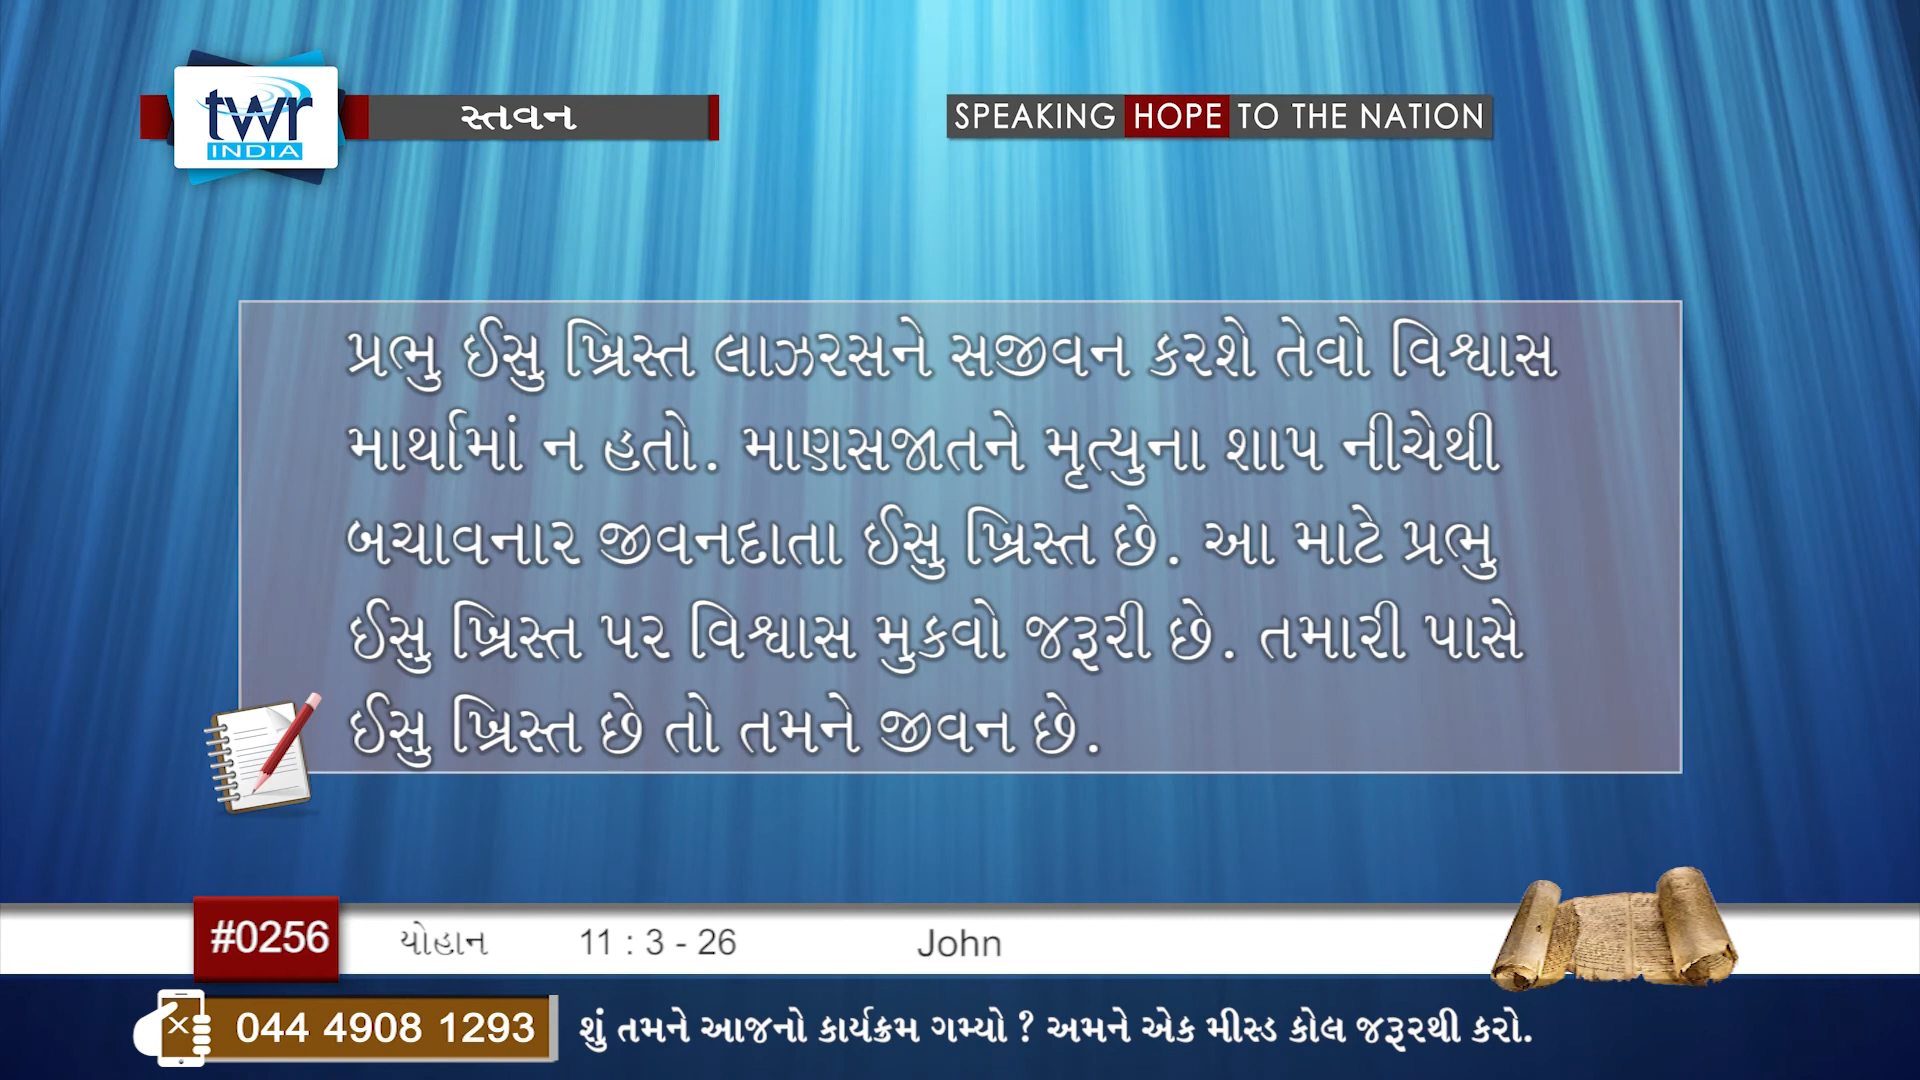 twr
INDIA
સ્તવન
SPEAKING HOPE TO THE NATION
પ્રભુ ઈસુ ખ્રિસ્ત લાઝરસને સજીવન કરશે તેવો વિશ્વાસ
માર્થામાં ન હતો. માણસજાતને મૃત્યુના શાપ નીચેથી
બચાવનાર જીવનદાતા ઈસુ ખ્રિસ્ત છે. આ માટે પ્રભુ
ઈસુ ખ્રિસ્ત પર વિશ્વાસ મુકવો જરૂરી છે. તમારી પાસે
ઈસુ ખ્રિસ્ત છે તો તમને જીવન છે.
#0256 યોહાન 11 : 3 - 26 John
044 4908 1293 શું તમને આજનો કાર્યક્રમ ગમ્યો ? અમને એક મીસ્ડ કોલ જરૂરથી કરો.